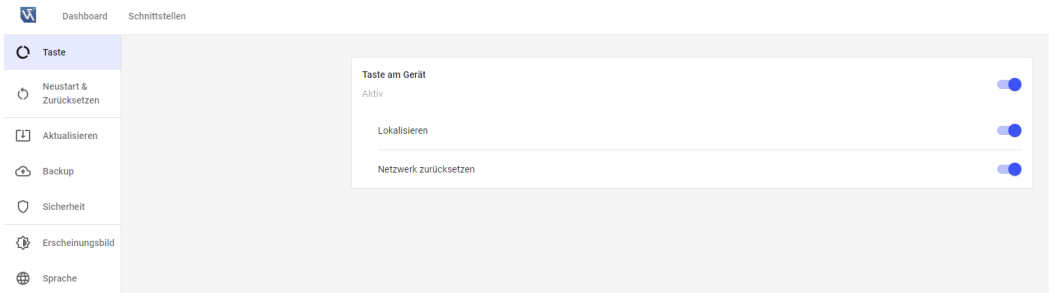 Dashboard Schnittstellen
Taste
Neustart &
Zurücksetzen
Aktualisieren
Backup
Sicherheit
Erscheinungsbild
Sprache
Taste am Gerät
Aktiv
Lokalisieren
Netzwerk zurücksetzen